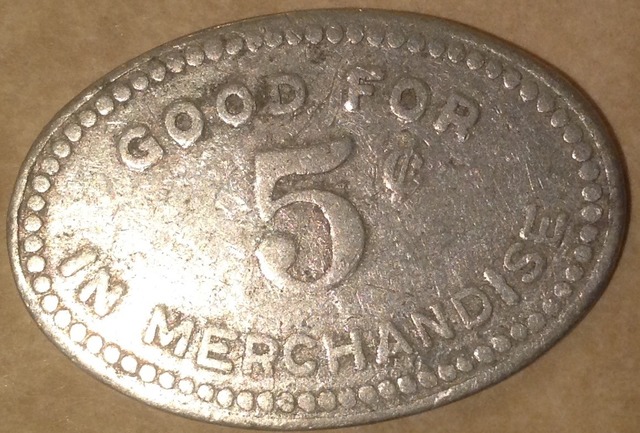 GOOD FOR
5¢
IN MERCHANDISE